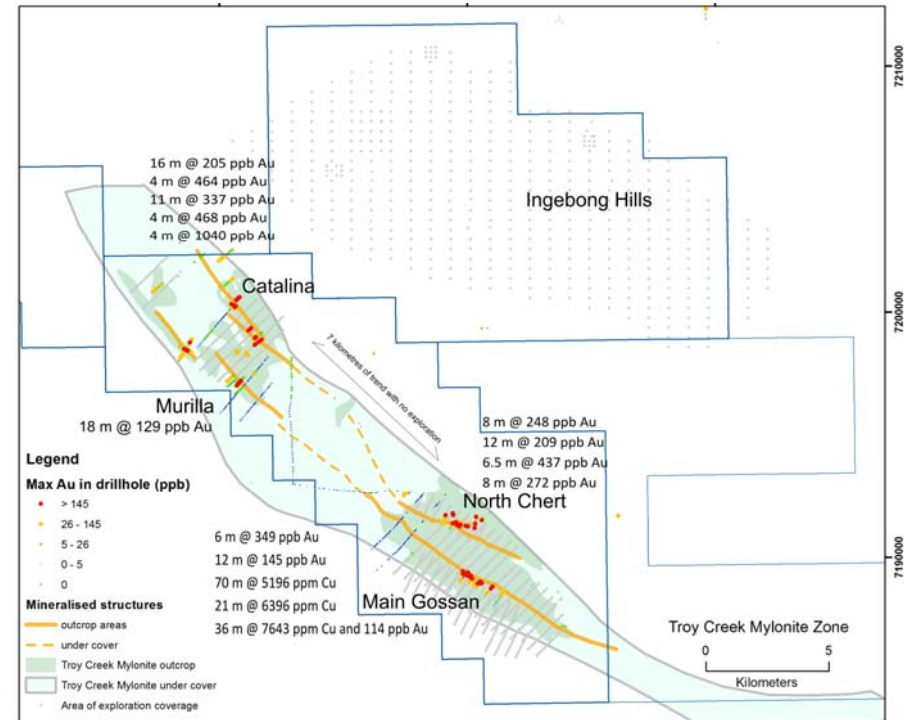 7210000
16 m @ 205 ppb Au
4 m @ 464 ppb Au
11 m @ 337 ppb Au
4 m @ 468 ppb Au
4 m @ 1040 ppb Au
Ingebong Hills
Catalina
7200000
7 kilometres of trend with no exploration
Murilla
18 m @ 129 ppb Au
8 m @ 248 ppb Au
12 m @ 209 ppb Au
6.5 m @ 437 ppb Au
8 m @ 272 ppb Au
North Chert
Legend
Max Au in drillhole (ppb)
> 145
26 - 145
5 - 26
0 - 5
0
Mineralised structures
outcrop areas
under cover
Troy Creek Mylonite outcrop
Troy Creek Mylonite under cover
Area of exploration coverage
6 m @ 349 ppb Au
12 m @ 145 ppb Au
70 m @ 5196 ppm Cu
21 m @ 6396 ppm Cu
36 m @ 7643 ppm Cu and 114 ppb Au
Main Gossan
7190000
Troy Creek Mylonite Zone
0 5
Kilometers